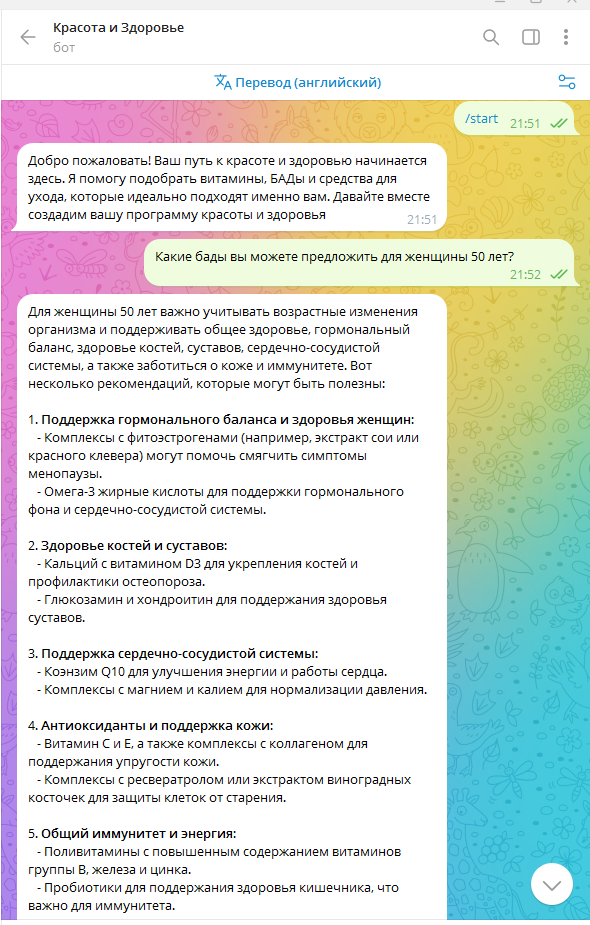 Красота и Здоровье
бот
Перевод (английский)
/start 21:51
Добро пожаловать! Ваш путь к красоте и здоровью начинается
здесь. Я помогу подобрать витамины, БАДы и средства для
ухода, которые идеально подходят именно вам. Давайте вместе
создадим вашу программу красоты и здоровья
21:51
Какие бады вы можете предложить для женщины 50 лет?
21:52
Для женщины 50 лет важно учитывать возрастные изменения
организма и поддерживать общее здоровье, гормональный
баланс, здоровье костей, суставов, сердечно-сосудистой
системы, а также заботиться о коже и иммунитете. Вот
несколько рекомендаций, которые могут быть полезны:
1. Поддержка гормонального баланса и здоровья женщин:
- Комплексы с фитоэстрогенами (например, экстракт сои или
красного клевера) могут помочь смягчить симптомы
менопаузы.
- Омега-3 жирные кислоты для поддержки гормонального
фона и сердечно-сосудистой системы.
2. Здоровье костей и суставов:
- Кальций с витамином D3 для укрепления костей и
профилактики остеопороза.
- Глюкозамин и хондроитин для поддержания здоровья
суставов.
3. Поддержка сердечно-сосудистой системы:
- Коэнзим Q10 для улучшения энергии и работы сердца.
- Комплексы с магнием и калием для нормализации давления.
4. Антиоксиданты и поддержка кожи:
- Витамин С и Е, а также комплексы с коллагеном для
поддержания упругости кожи.
- Комплексы с ресвератролом или экстрактом виноградных
косточек для защиты клеток от старения.
5. Общий иммунитет и энергия:
- Поливитамины с повышенным содержанием витаминов
группы В, железа и цинка.
- Пробиотики для поддержания здоровья кишечника, что
важно для иммунитета.